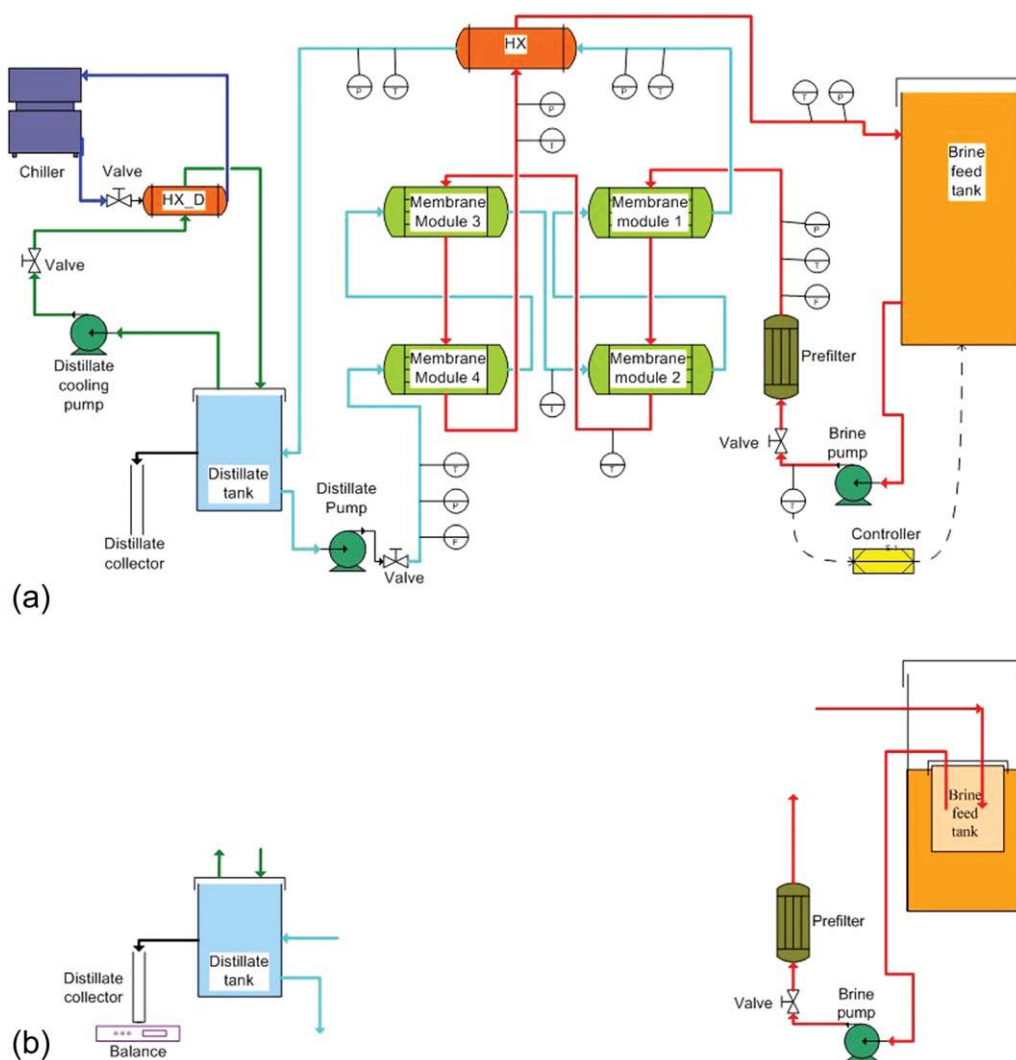 HX
P
T
P
T
T
P
P
T
Brine
feed
tank
Chiller
Valve
HX_D
Membrane
Module 3
Membrane
module 1
P
T
F
Valve
Distillate
cooling
pump
Membrane
Module 4
Membrane
module 2
Prefilter
T
T
Valve
Brine
pump
T
Distillate
tank
T
P
F
Distillate
Pump
Valve
Distillate
collector
Controller
E-1
(a)
Brine
feed
tank
Prefilter
Valve
Brine
pump
Distillate
tank
Distillate
collector
Balance
(b)